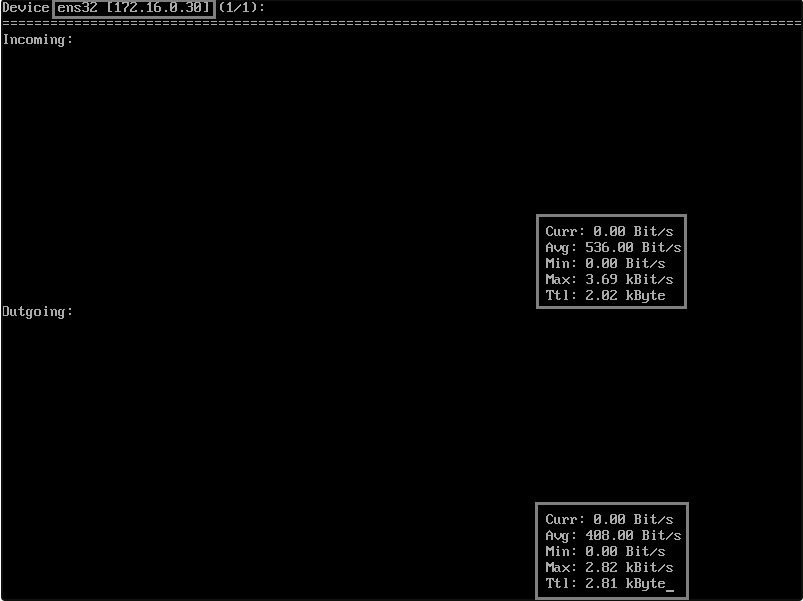 Device ens32 [172.16.0.30] (1/1):
================================================================================
Incoming:
Curr: 0.00 Bit/s
Avg: 536.00 Bit/s
Min: 0.00 Bit/s
Max: 3.69 kBit/s
Ttl: 2.02 kByte
Outgoing:
Curr: 0.00 Bit/s
Avg: 408.00 Bit/s
Min: 0.00 Bit/s
Max: 2.82 kBit/s
Ttl: 2.81 kByte_